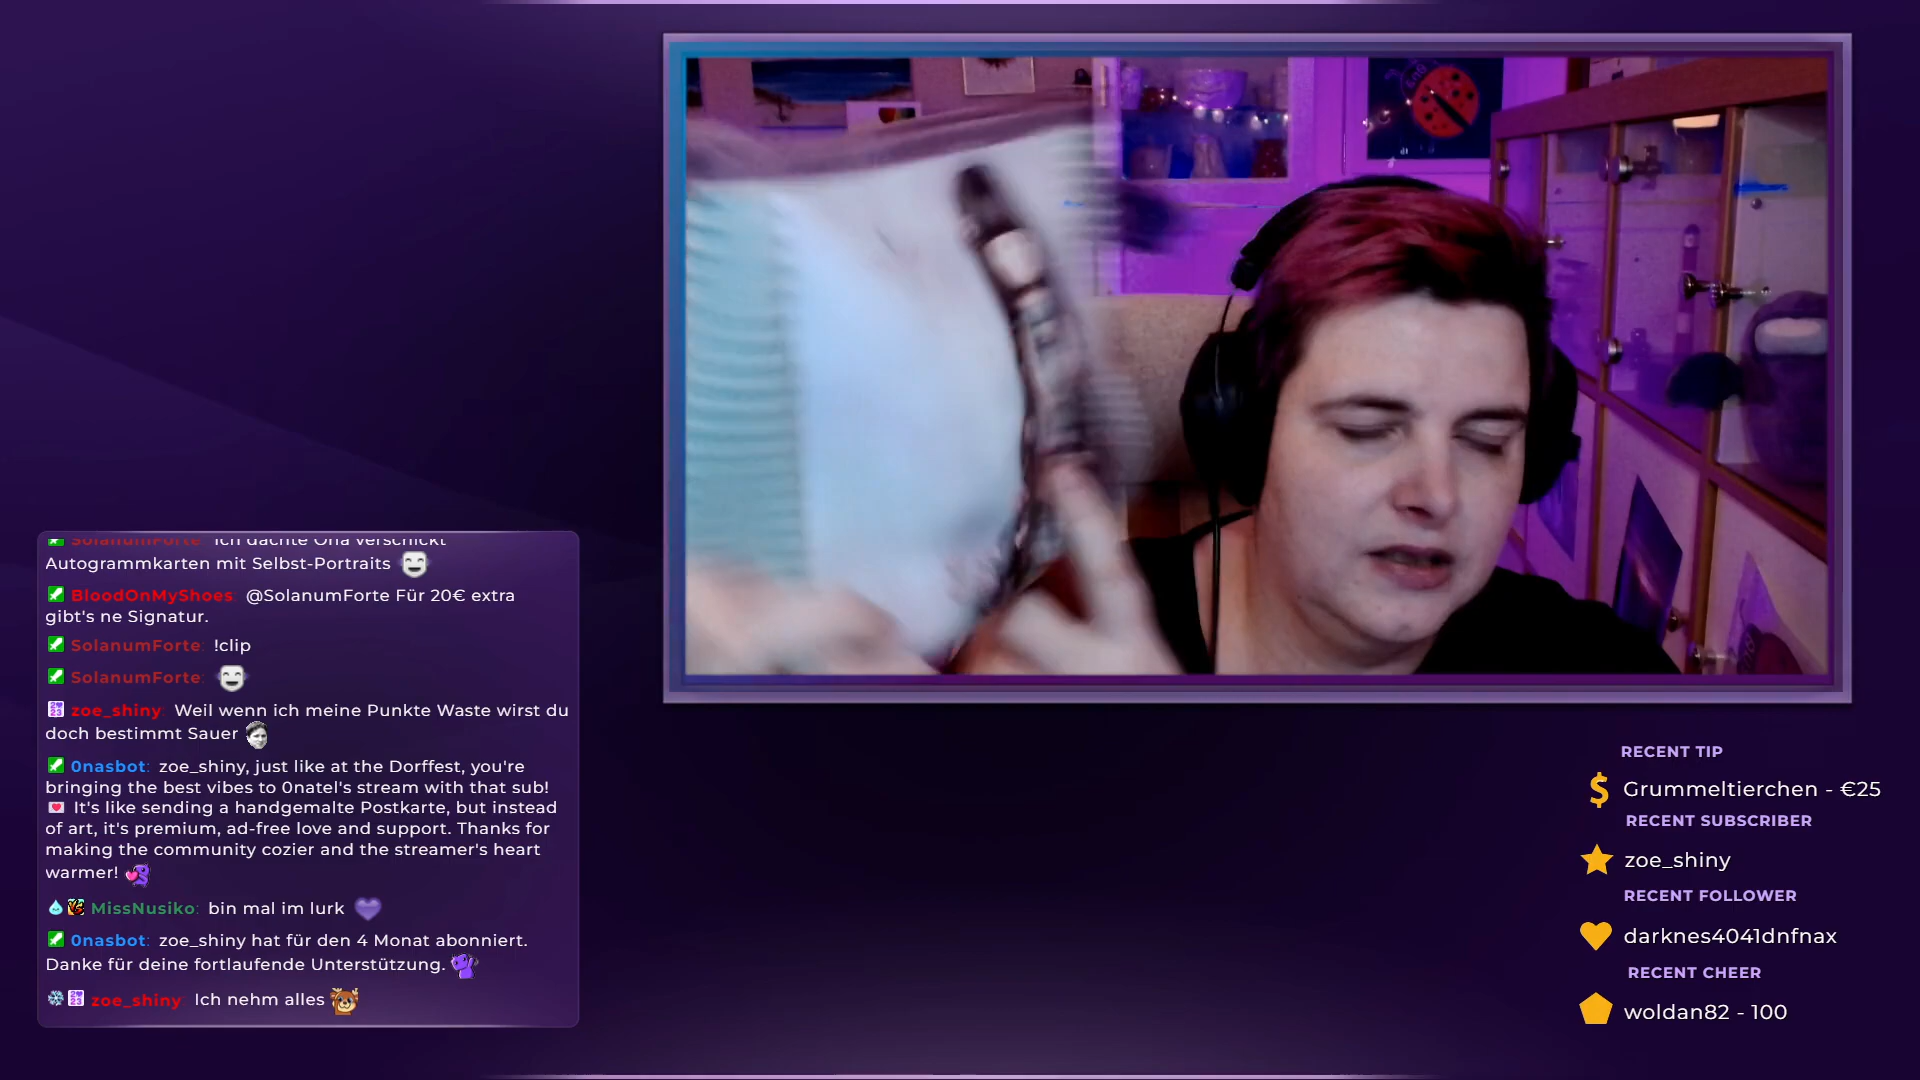 SolanumForte: Ich dachte Ona verschickt
Autogrammkarten mit Selbst-Portraits
BloodOnMyShoes: @SolanumForte Für 20€ extra
gibt's ne Signatur.
SolanumForte: !clip
SolanumForte:
zoe_shiny: Weil wenn ich meine Punkte Waste wirst du
doch bestimmt Sauer
0nasbot: zoe_shiny, just like at the Dorffest, you're
bringing the best vibes to 0natel's stream with that sub!
It's like sending a handgemalte Postkarte, but instead
of art, it's premium, ad-free love and support. Thanks for
making the community cozier and the streamer's heart
warmer!
MissNusiko: bin mal im lurk
0nasbot: zoe_shiny hat für den 4 Monat abonniert.
Danke für deine fortlaufende Unterstützung.
zoe_shiny: Ich nehm alles
RECENT TIP
Grummeltierchen - €25
RECENT SUBSCRIBER
zoe_shiny
RECENT FOLLOWER
darknes4041dnfnax
RECENT CHEER
woldan82 - 100